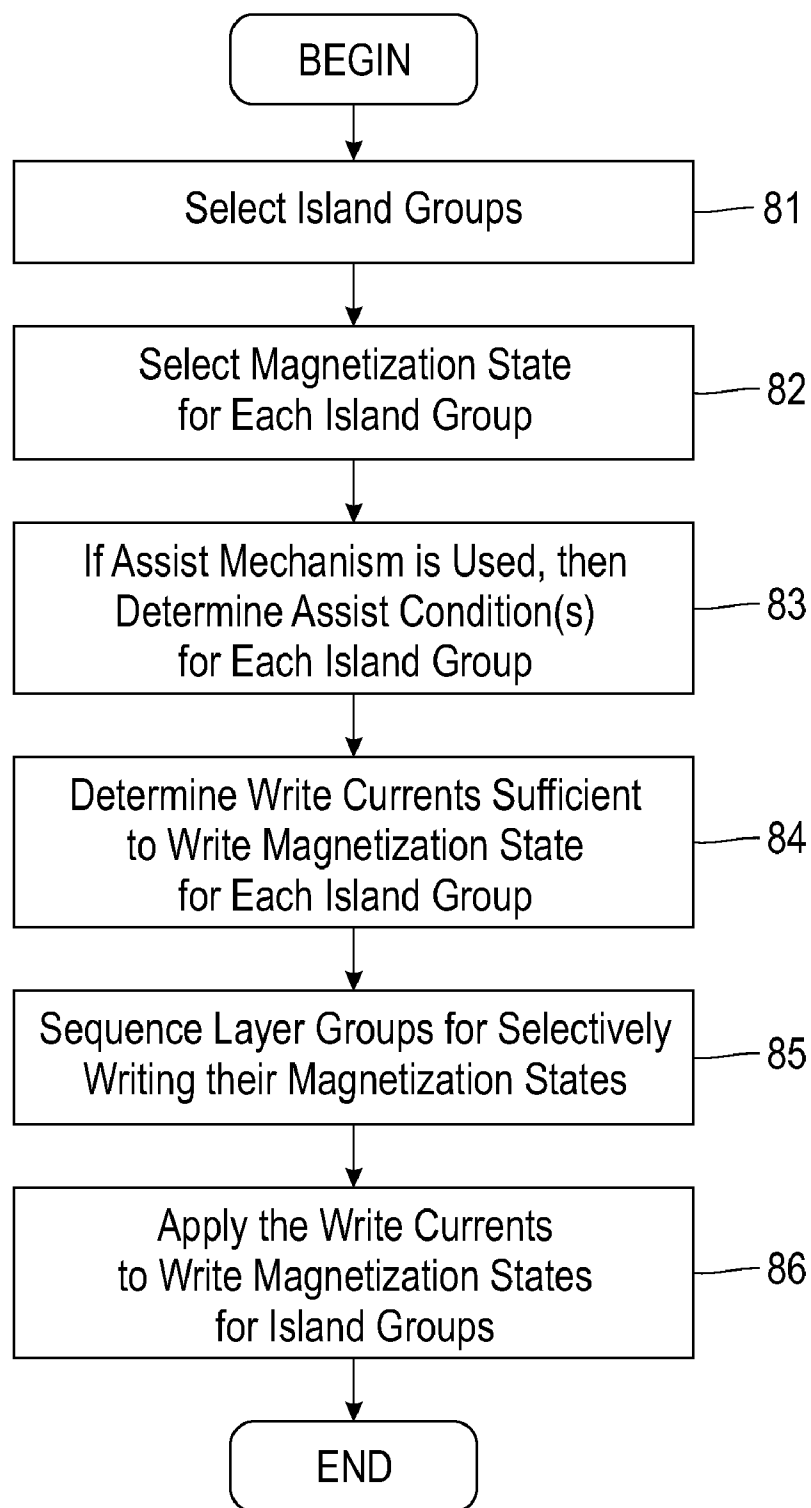 BEGIN
Select Island Groups
81
Select Magnetization State
for Each Island Group
82
If Assist Mechanism is Used, then
Determine Assist Condition(s)
for Each Island Group
83
Determine Write Currents Sufficient
to Write Magnetization State
for Each Island Group
84
Sequence Layer Groups for Selectively
Writing their Magnetization States
85
Apply the Write Currents
to Write Magnetization States
for Island Groups
86
END